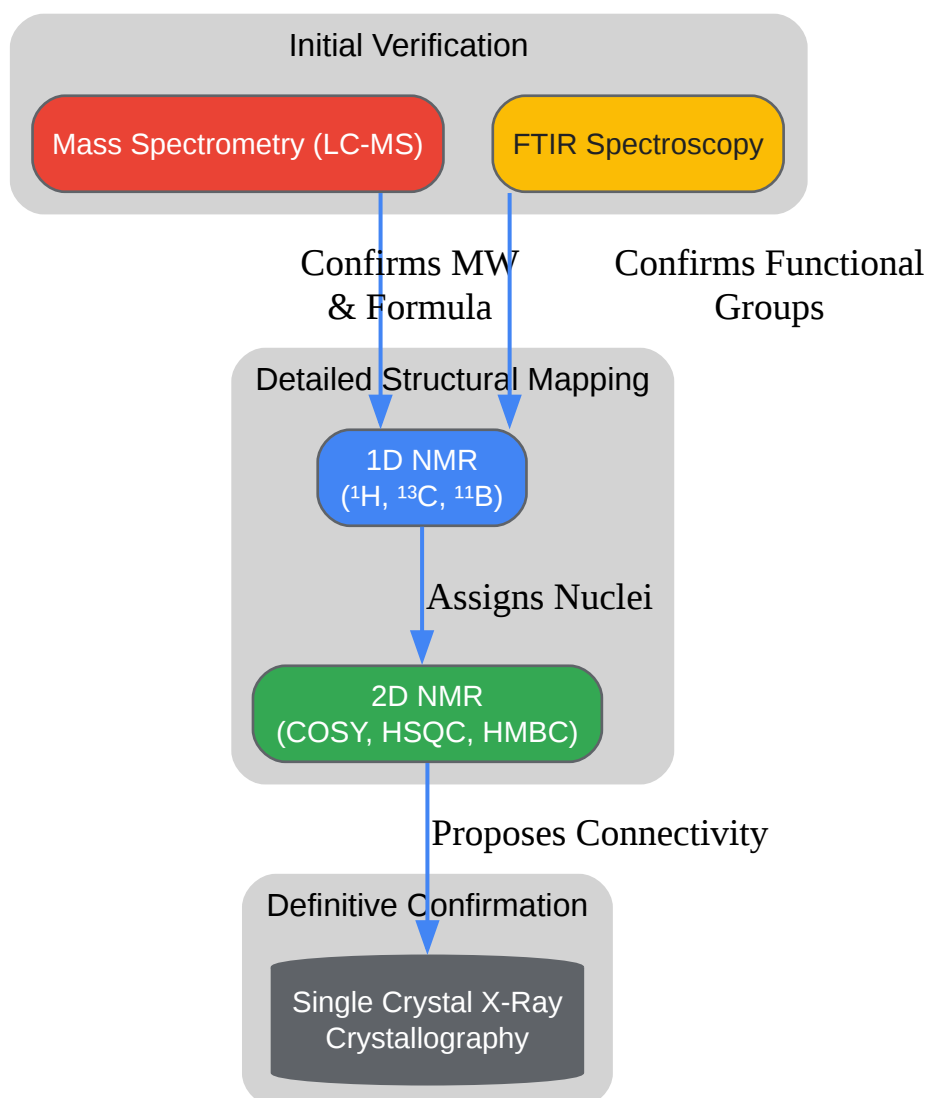 Initial Verification
Mass Spectrometry (LC-MS)
FTIR Spectroscopy
Confirms MW
& Formula
Confirms Functional
Groups
Detailed Structural Mapping
1D NMR
(¹H, ¹³C, ¹¹B)
Assigns Nuclei
2D NMR
(COSY, HSQC, HMBC)
Proposes Connectivity
Definitive Confirmation
Single Crystal X-Ray
Crystallography